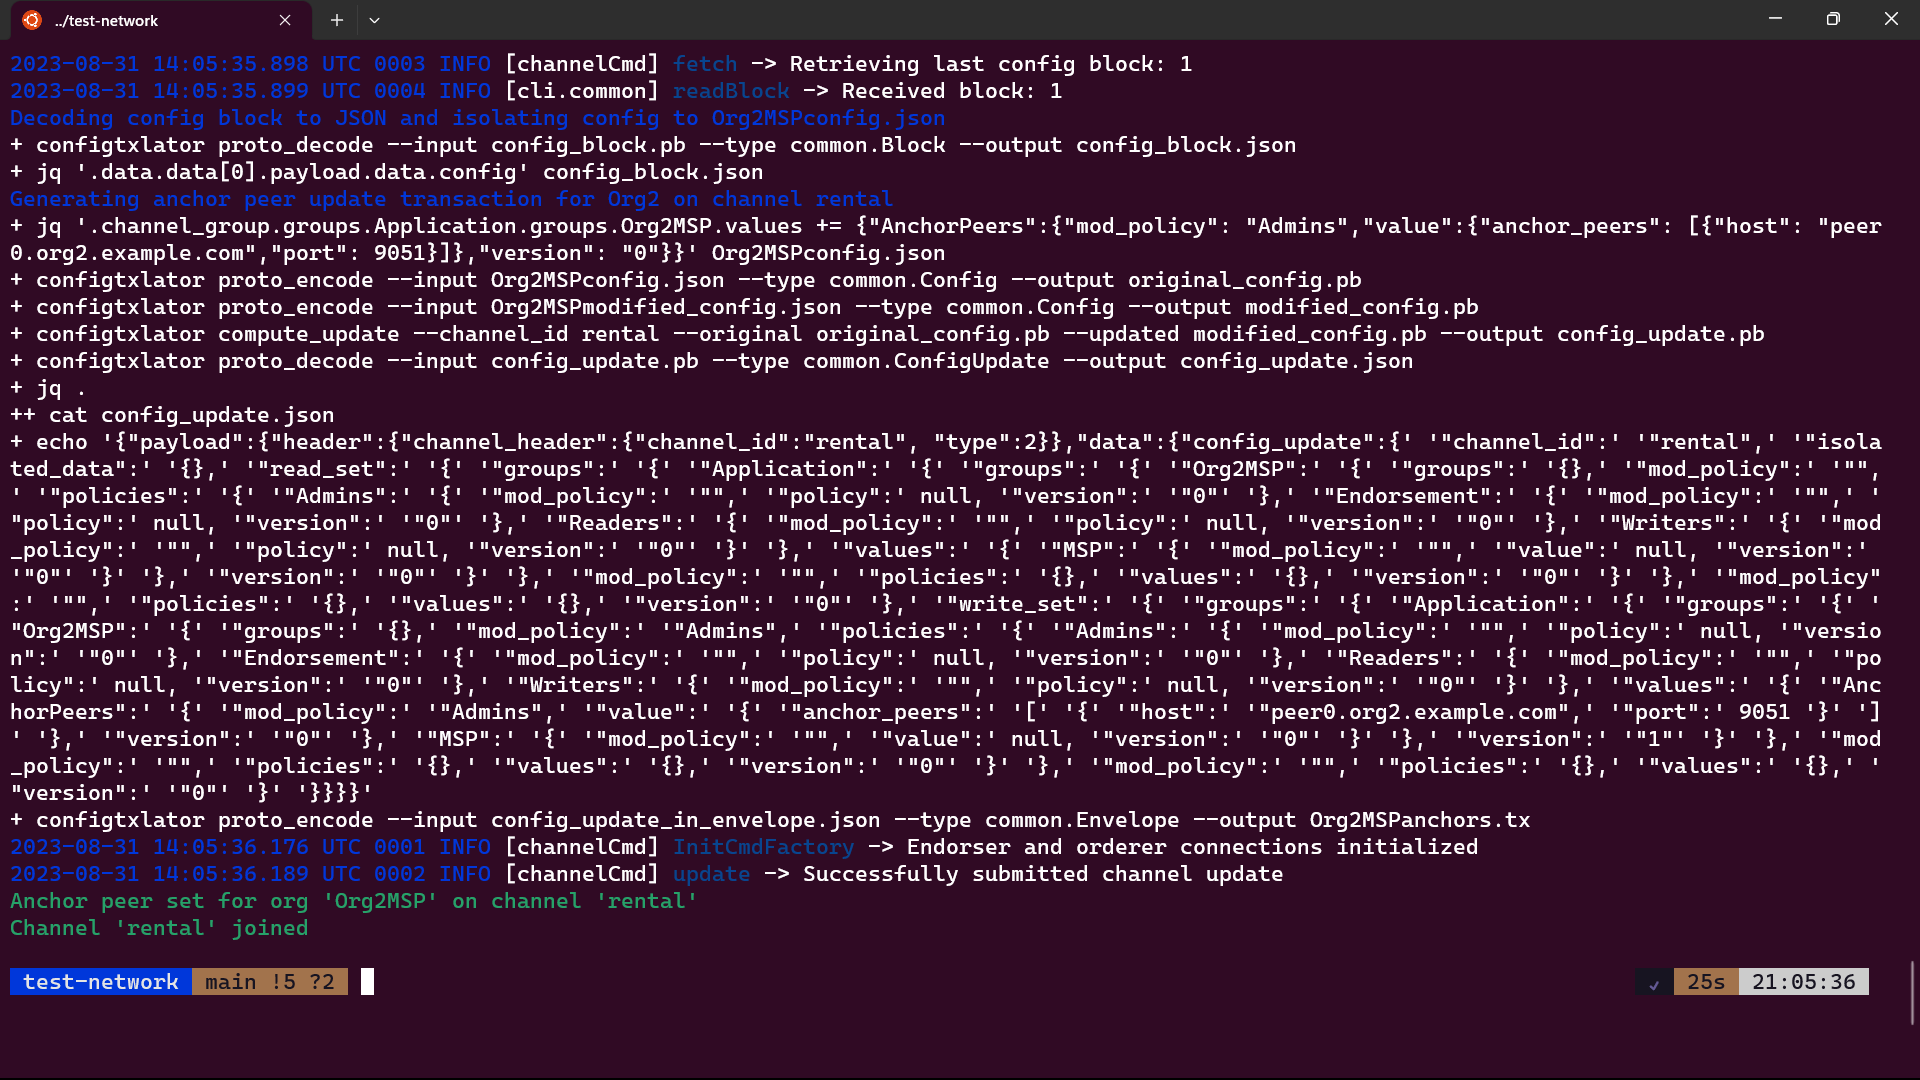 ../test-network
2023-08-31 14:05:35.898 UTC 0003 INFO [channelCmd] fetch -> Retrieving last config block: 1
2023-08-31 14:05:35.899 UTC 0004 INFO [cli.common] readBlock -> Received block: 1
Decoding config block to JSON and isolating config to Org2MSPconfig.json
+ configtxlator proto_decode --input config_block.pb --type common.Block --output config_block.json
+ jq '.data.data[0].payload.data.config' config_block.json
Generating anchor peer update transaction for Org2 on channel rental
+ jq '.channel_group.groups.Application.groups.Org2MSP.values += {"AnchorPeers":{"mod_policy": "Admins","value":{"anchor_peers": [{"host": "peer
0.org2.example.com","port": 9051}]},"version": "0"}}' Org2MSPconfig.json
+ configtxlator proto_encode --input Org2MSPconfig.json --type common.Config --output original_config.pb
+ configtxlator proto_encode --input Org2MSPmodified_config.json --type common.Config --output modified_config.pb
+ configtxlator compute_update --channel_id rental --original original_config.pb --updated modified_config.pb --output config_update.pb
+ configtxlator proto_decode --input config_update.pb --type common.ConfigUpdate --output config_update.json
+ jq .
++ cat config_update.json
+ echo '{"payload":{"header":{"channel_header":{"channel_id":"rental", "type":2}},"data":{"config_update":{' '"channel_id":' '"rental",' '"isola
ted_data":' '{},' '"read_set":' '{' '"groups":' '{' '"Application":' '{' '"groups":' '{' '"Org2MSP":' '{' '"groups":' '{},' '"mod_policy":' '"",
' '"policies":' '{' '"Admins":' '{' '"mod_policy":' '"",' '"policy":' null, '"version":' '"0"' '},' '"Endorsement":' '{' '"mod_policy":' '"",' '
"policy":' null, '"version":' '"0"' '},' '"Readers":' '{' '"mod_policy":' '"",' '"policy":' null, '"version":' '"0"' '},' '"Writers":' '{' '"mod
_policy":' '"",' '"policy":' null, '"version":' '"0"' '}' '},' '"values":' '{' '"MSP":' '{' '"mod_policy":' '"",' '"value":' null, '"version":'
'"0"' '}' '},' '"version":' '"0"' '}' '},' '"mod_policy":' '"",' '"policies":' '{},' '"values":' '{},' '"version":' '"0"' '}' '},' '"mod_policy"
:' '"",' '"policies":' '{},' '"values":' '{},' '"version":' '"0"' '},' '"write_set":' '{' '"groups":' '{' '"Application":' '{' '"groups":' '{' '
"Org2MSP":' '{' '"groups":' '{},' '"mod_policy":' '"Admins",' '"policies":' '{' '"Admins":' '{' '"mod_policy":' '"",' '"policy":' null, '"versio
n":' '"0"' '},' '"Endorsement":' '{' '"mod_policy":' '"",' '"policy":' null, '"version":' '"0"' '},' '"Readers":' '{' '"mod_policy":' '"",' '"po
licy":' null, '"version":' '"0"' '},' '"Writers":' '{' '"mod_policy":' '"",' '"policy":' null, '"version":' '"0"' '}' '},' '"values":' '{' '"Anc
horPeers":' '{' '"mod_policy":' '"Admins",' '"value":' '{' '"anchor_peers":' '[' '{' '"host":' '"peer0.org2.example.com",' '"port":' 9051 '}' ']
' '},' '"version":' '"0"' '},' '"MSP":' '{' '"mod_policy":' '"",' '"value":' null, '"version":' '"0"' '}' '},' '"version":' '"1"' '}' '},' '"mod
_policy":' '"",' '"policies":' '{},' '"values":' '{},' '"version":' '"0"' '}' '},' '"mod_policy":' '"",' '"policies":' '{},' '"values":' '{},' '
"version":' '"0"' '}' '}}}}'
+ configtxlator proto_encode --input config_update_in_envelope.json --type common.Envelope --output Org2MSPanchors.tx
2023-08-31 14:05:36.176 UTC 0001 INFO [channelCmd] InitCmdFactory -> Endorser and orderer connections initialized
2023-08-31 14:05:36.189 UTC 0002 INFO [channelCmd] update -> Successfully submitted channel update
Anchor peer set for org 'Org2MSP' on channel 'rental'
Channel 'rental' joined
test-network main !5 ?2 ✓ 25s 21:05:36